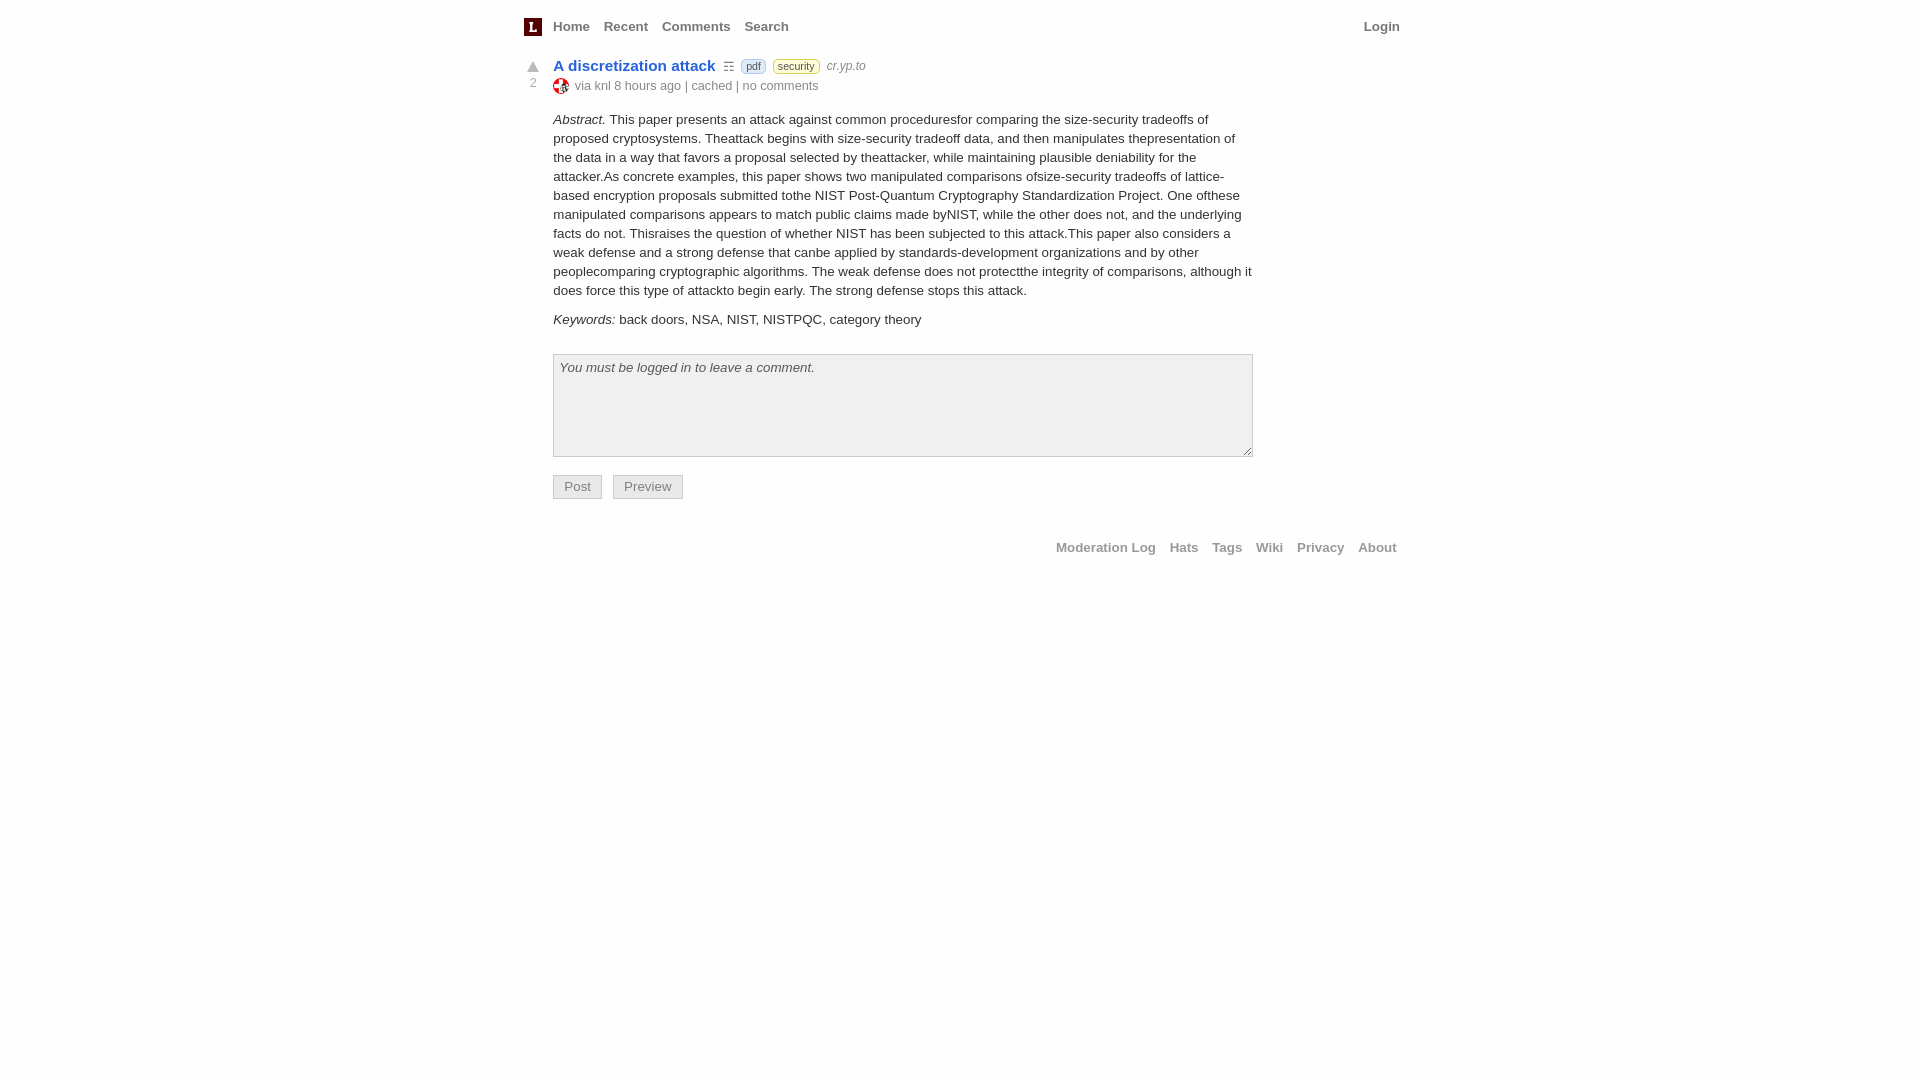 L Home Recent Comments Search Login
A discretization attack ☶ pdf security cr.yp.to
2
via knl 8 hours ago | cached | no comments
Abstract. This paper presents an attack against common proceduresfor comparing the size-security tradeoffs of
proposed cryptosystems. Theattack begins with size-security tradeoff data, and then manipulates thepresentation of
the data in a way that favors a proposal selected by theattacker, while maintaining plausible deniability for the
attacker.As concrete examples, this paper shows two manipulated comparisons ofsize-security tradeoffs of lattice-
based encryption proposals submitted tothe NIST Post-Quantum Cryptography Standardization Project. One ofthese
manipulated comparisons appears to match public claims made byNIST, while the other does not, and the underlying
facts do not. Thisraises the question of whether NIST has been subjected to this attack.This paper also considers a
weak defense and a strong defense that canbe applied by standards-development organizations and by other
peoplecomparing cryptographic algorithms. The weak defense does not protectthe integrity of comparisons, although it
does force this type of attackto begin early. The strong defense stops this attack.
Keywords: back doors, NSA, NIST, NISTPQC, category theory
You must be logged in to leave a comment.
Post Preview
Moderation Log Hats Tags Wiki Privacy About